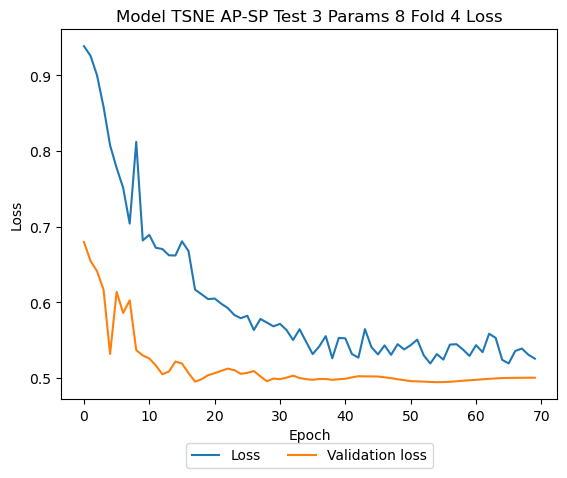 Model TSNE AP-SP Test 3 Params 8 Fold 4 Loss
Loss
0.9
0.8
0.7
0.6
0.5
0 10 20 30 40 50 60 70
Epoch
Loss Validation loss